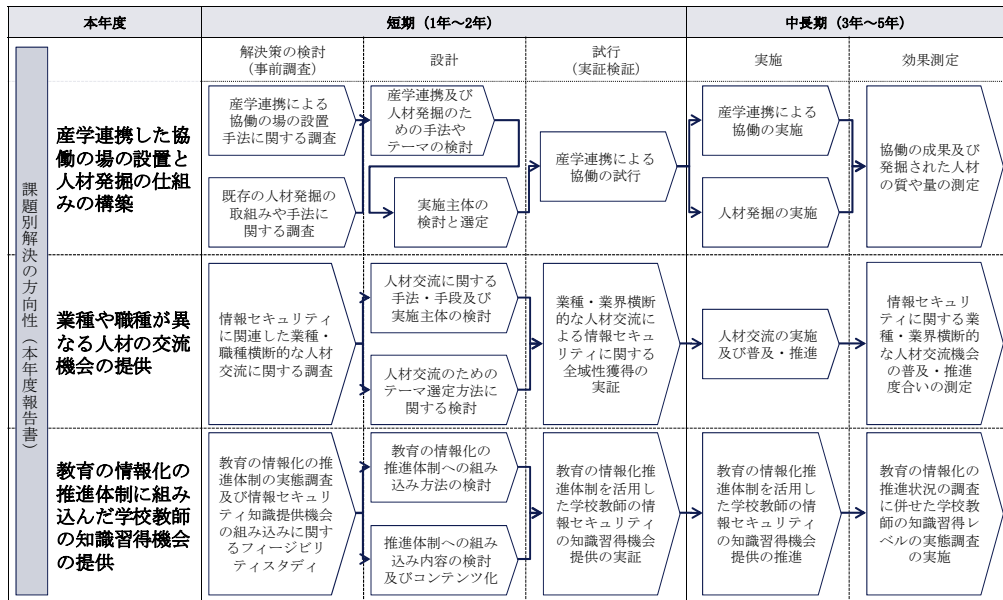 本年度
短期（1年～2年）
中長期（3年～5年）
解決策の検討
（事前調査）
設計
試行
（実証検証）
実施
効果測定
課題別解決の方向性（本年度報告書）
産学連携した協
働の場の設置と
人材発掘の仕組
みの構築
産学連携による
協働の場の設置
手法に関する調査
既存の人材発掘の
取組みや手法に
関する調査
産学連携及び
人材発掘のた
めの手法や
テーマの検討
実施主体の
検討と選定
産学連携による
協働の試行
産学連携による
協働の実施
人材発掘の実施
協働の成果及び
発掘された人材
の質や量の測定
業種や職種が異
なる人材の交流
機会の提供
情報セキュリティ
に関連した業種・
職種横断的な人材
交流に関する調査
人材交流に関する
手法・手段及び
実施主体の検討
人材交流のための
テーマ選定方法に
関する検討
業種・業界横断
的な人材交流によ
る情報セキュリ
ティに関する
全域性獲得の
実証
人材交流の実施
及び普及・推進
情報セキュリ
ティに関する業
種・業界横断的
な人材交流機会
の普及・推進
度合いの測定
教育の情報化の
推進体制に組み
込んだ学校教師
の知識習得機会
の提供
教育の情報化の推
進体制の実態調査
及び情報セキュリ
ティ知識提供機会
の組み込みに関す
るフィージビリ
ティスタディ
教育の情報化の
推進体制への組み
込み方法の検討
推進体制への組み
込み内容の検討
及びコンテンツ化
教育の情報化推
進体制を活用し
た学校教師の情
報セキュリティ
の知識習得機会
提供の実証
教育の情報化推
進体制を活用し
た学校教師の情
報セキュリティ
の知識習得機会
提供の推進
教育の情報化の
推進状況の調査
に併せた学校教
師の知識習得レ
ベルの実態調査
の実施